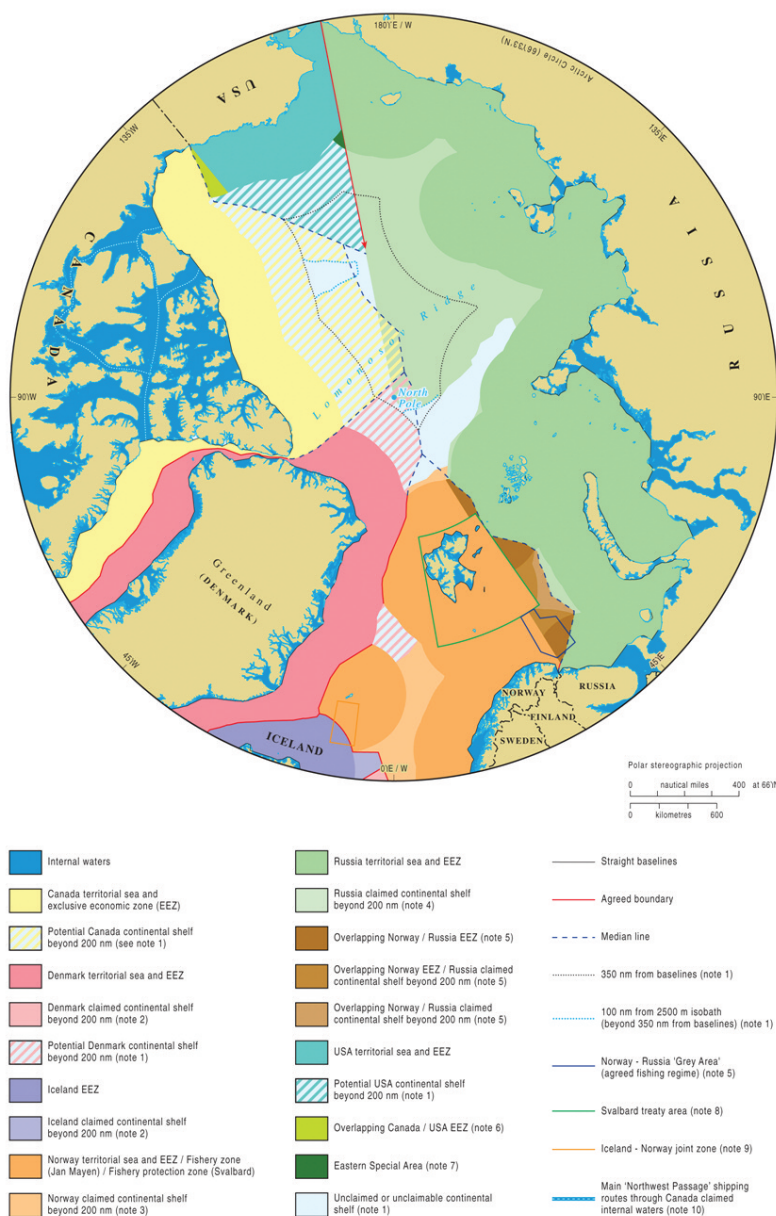 180°E / W
Arctic Circle (66°33'N)
USA
135°W
135°E
CANADA
RUSSIA
Lomonosov Ridge
90°W
North
Pole
90°E
Greenland
(DENMARK)
45°W
45°E
NORWAY
RUSSIA
FINLAND
SWEDEN
ICELAND
0°E / W
Polar stereographic projection
0 nautical miles 400 at 66°N
0 kilometres 600
Internal waters
Canada territorial sea and
exclusive economic zone (EEZ)
Potential Canada continental shelf
beyond 200 nm (see note 1)
Denmark territorial sea and EEZ
Denmark claimed continental shelf
beyond 200 nm (note 2)
Potential Denmark continental shelf
beyond 200 nm (note 1)
Iceland EEZ
Iceland claimed continental shelf
beyond 200 nm (note 2)
Norway territorial sea and EEZ / Fishery zone
(Jan Mayen) / Fishery protection zone (Svalbard)
Norway claimed continental shelf
beyond 200 nm (note 3)
Russia territorial sea and EEZ
Russia claimed continental shelf
beyond 200 nm (note 4)
Overlapping Norway / Russia EEZ (note 5)
Overlapping Norway EEZ / Russia claimed
continental shelf beyond 200 nm (note 5)
Overlapping Norway / Russia claimed
continental shelf beyond 200 nm (note 5)
USA territorial sea and EEZ
Potential USA continental shelf
beyond 200 nm (note 1)
Overlapping Canada / USA EEZ (note 6)
Eastern Special Area (note 7)
Unclaimed or unclaimable continental
shelf (note 1)
Straight baselines
Agreed boundary
Median line
350 nm from baselines (note 1)
100 nm from 2500 m isobath
(beyond 350 nm from baselines) (note 1)
Norway - Russia 'Grey Area'
(agreed fishing regime) (note 5)
Svalbard treaty area (note 8)
Iceland - Norway joint zone (note 9)
Main 'Northwest Passage' shipping
routes through Canada claimed
internal waters (note 10)